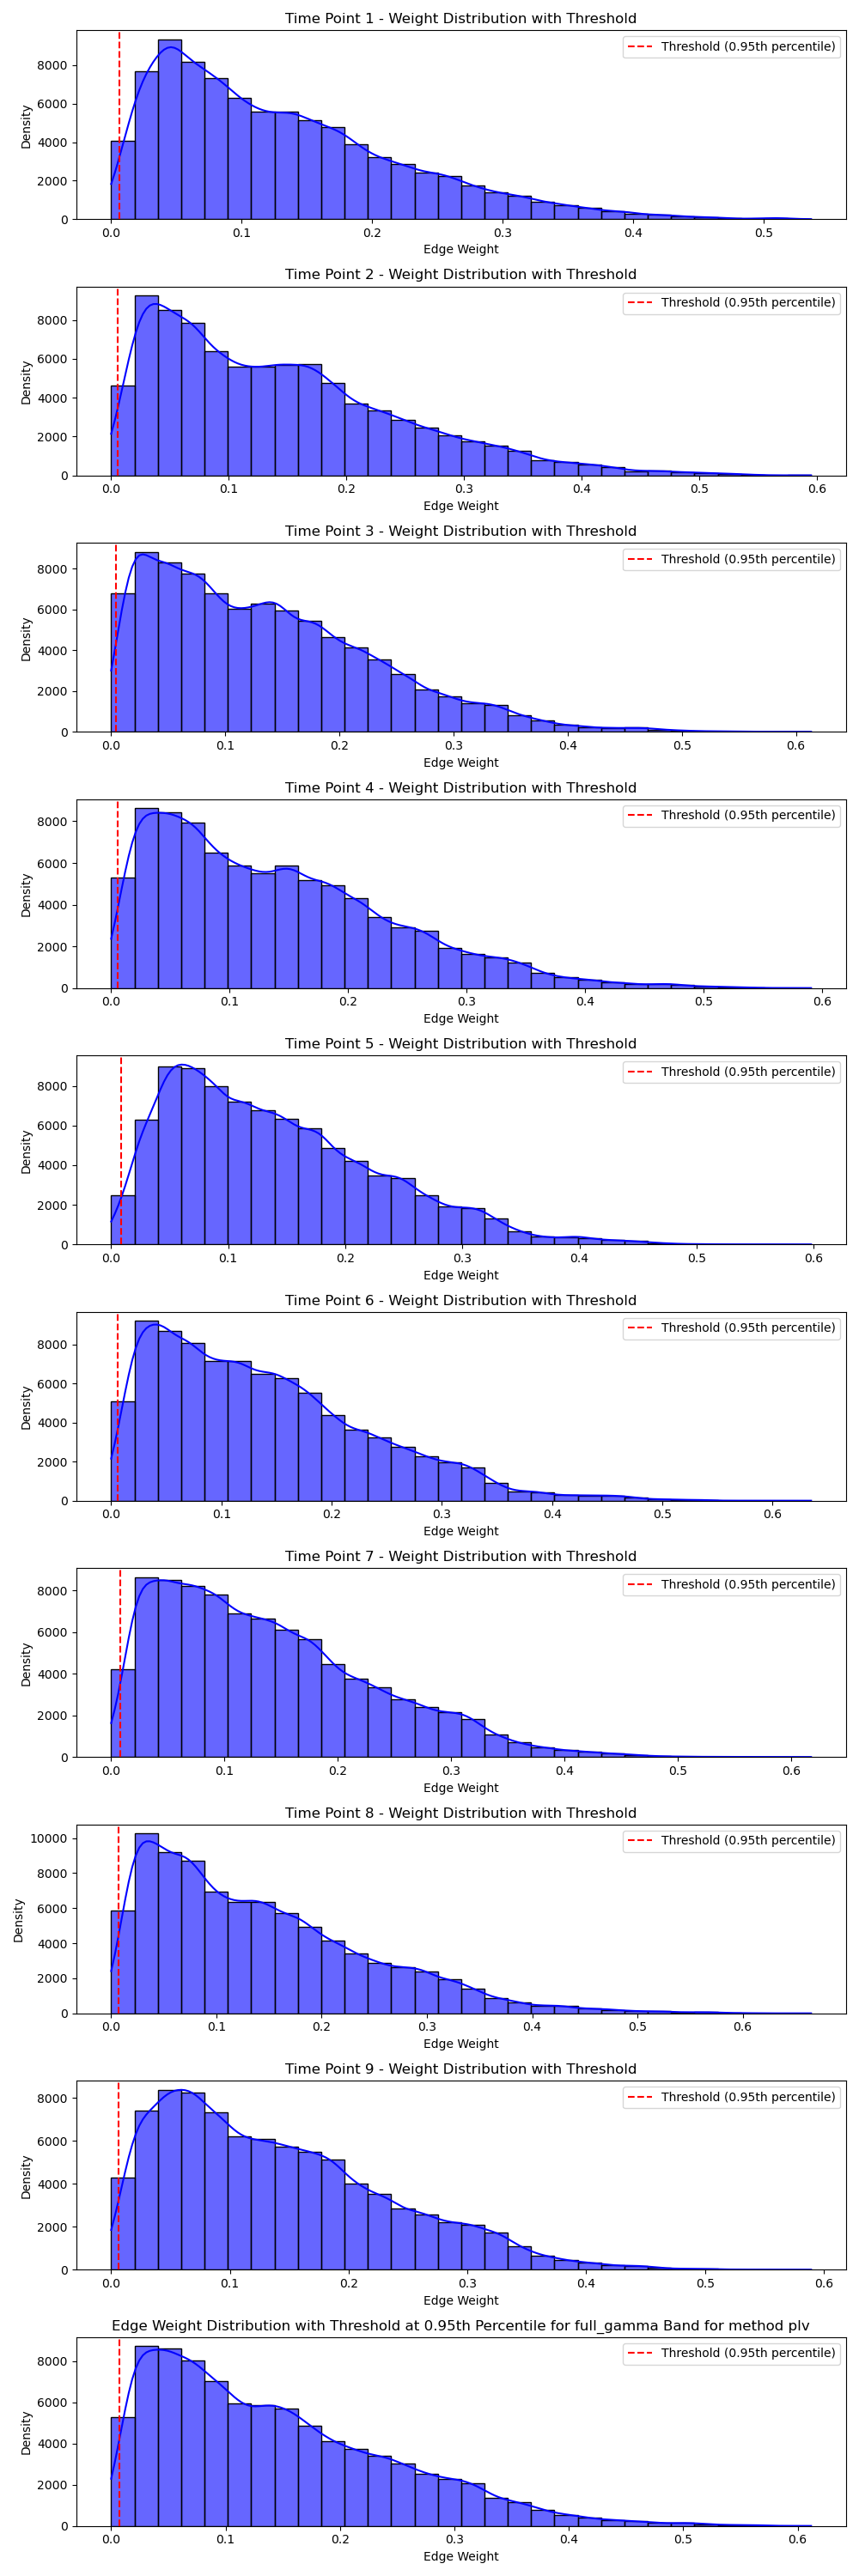 Time Point 1 - Weight Distribution with Threshold
Threshold (0.95th percentile)
Density
8000
6000
4000
2000
0
0.0 0.1 0.2 0.3 0.4 0.5
Edge Weight
Time Point 2 - Weight Distribution with Threshold
Threshold (0.95th percentile)
Density
8000
6000
4000
2000
0
0.0 0.1 0.2 0.3 0.4 0.5 0.6
Edge Weight
Time Point 3 - Weight Distribution with Threshold
Threshold (0.95th percentile)
Density
8000
6000
4000
2000
0
0.0 0.1 0.2 0.3 0.4 0.5 0.6
Edge Weight
Time Point 4 - Weight Distribution with Threshold
Threshold (0.95th percentile)
Density
8000
6000
4000
2000
0
0.0 0.1 0.2 0.3 0.4 0.5 0.6
Edge Weight
Time Point 5 - Weight Distribution with Threshold
Threshold (0.95th percentile)
Density
8000
6000
4000
2000
0
0.0 0.1 0.2 0.3 0.4 0.5 0.6
Edge Weight
Time Point 6 - Weight Distribution with Threshold
Threshold (0.95th percentile)
Density
8000
6000
4000
2000
0
0.0 0.1 0.2 0.3 0.4 0.5 0.6
Edge Weight
Time Point 7 - Weight Distribution with Threshold
Threshold (0.95th percentile)
Density
8000
6000
4000
2000
0
0.0 0.1 0.2 0.3 0.4 0.5 0.6
Edge Weight
Time Point 8 - Weight Distribution with Threshold
Threshold (0.95th percentile)
Density
10000
8000
6000
4000
2000
0
0.0 0.1 0.2 0.3 0.4 0.5 0.6
Edge Weight
Time Point 9 - Weight Distribution with Threshold
Threshold (0.95th percentile)
Density
8000
6000
4000
2000
0
0.0 0.1 0.2 0.3 0.4 0.5 0.6
Edge Weight
Edge Weight Distribution with Threshold at 0.95th Percentile for full_gamma Band for method plv
Threshold (0.95th percentile)
Density
8000
6000
4000
2000
0
0.0 0.1 0.2 0.3 0.4 0.5 0.6
Edge Weight